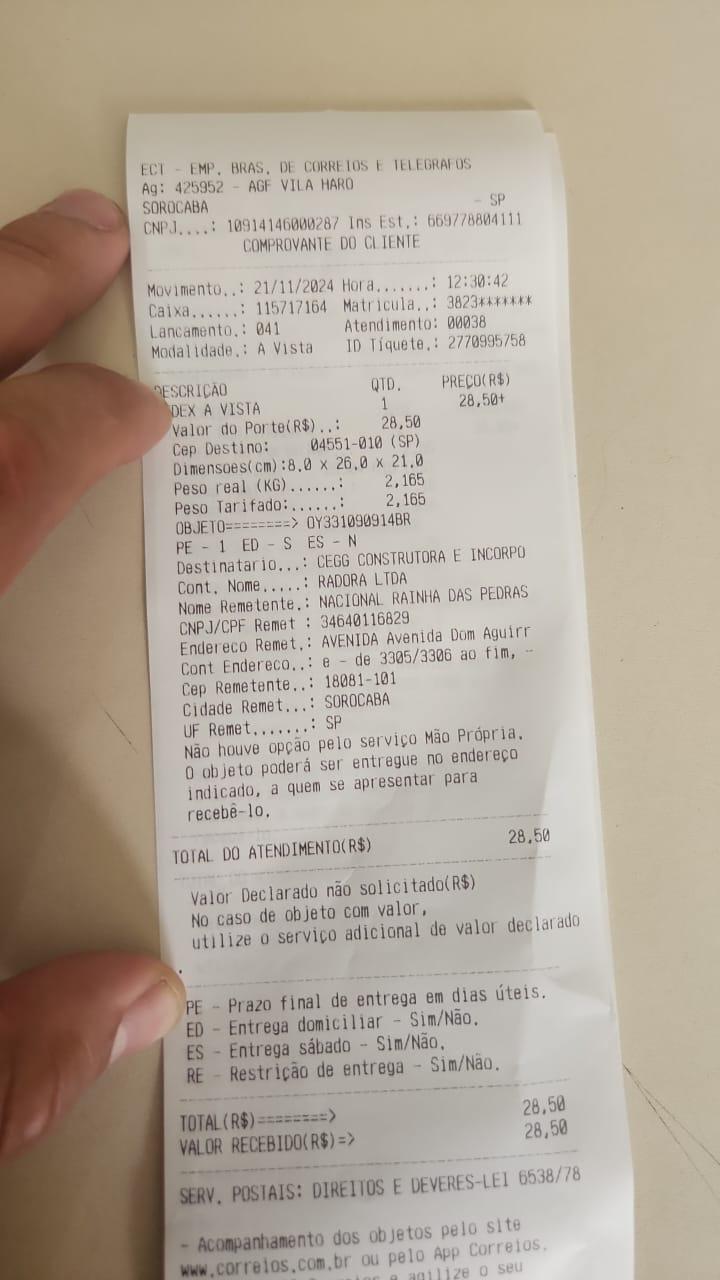 ECT - EMP. BRAS. DE CORREIOS E TELEGRAFOS
Ag: 425952 - AGF VILA HARO
SOROCABA - SP
CNPJ....: 10914146000287 Ins Est.: 669778804111
COMPROVANTE DO CLIENTE
Movimento..: 21/11/2024 Hora.......: 12:30:42
Caixa......: 115717164 Matricula..: 3823*******
Lancamento.: 041 Atendimento: 00038
Modalidade.: A Vista ID Tíquete.: 2770995758
DESCRIÇÃO QTD. PREÇO(R$)
DEX A VISTA 1 28,50+
Valor do Porte(R$)..: 28,50
Cep Destino: 04551-010 (SP)
Dimensoes(cm):8.0 x 26.0 x 21.0
Peso real (KG)......: 2,165
Peso Tarifado:......: 2,165
OBJETO========> OY331090914BR
PE - 1 ED - S ES - N
Destinatario...: CEGG CONSTRUTORA E INCORPO
Cont. Nome.....: RADORA LTDA
Nome Remetente.: NACIONAL RAINHA DAS PEDRAS
CNPJ/CPF Remet : 34640116829
Endereco Remet.: AVENIDA Avenida Dom Aguirr
Cont Endereco..: e - de 3305/3306 ao fim, -
Cep Remetente..: 18081-101
Cidade Remet...: SOROCABA
UF Remet.......: SP
Não houve opção pelo serviço Mão Própria.
O objeto poderá ser entregue no endereço
indicado, a quem se apresentar para
recebê-lo.
TOTAL DO ATENDIMENTO(R$) 28,50
Valor Declarado não solicitado(R$)
No caso de objeto com valor,
utilize o serviço adicional de valor declarado
.
PE - Prazo final de entrega em dias úteis.
ED - Entrega domiciliar - Sim/Não.
ES - Entrega sábado - Sim/Não.
RE - Restrição de entrega - Sim/Não.
TOTAL(R$)========> 28,50
VALOR RECEBIDO(R$)=> 28,50
SERV. POSTAIS: DIREITOS E DEVERES-LEI 6538/78
- Acompanhamento dos objetos pelo site
www.correios.com.br ou pelo App Correios.
e agilize o seu